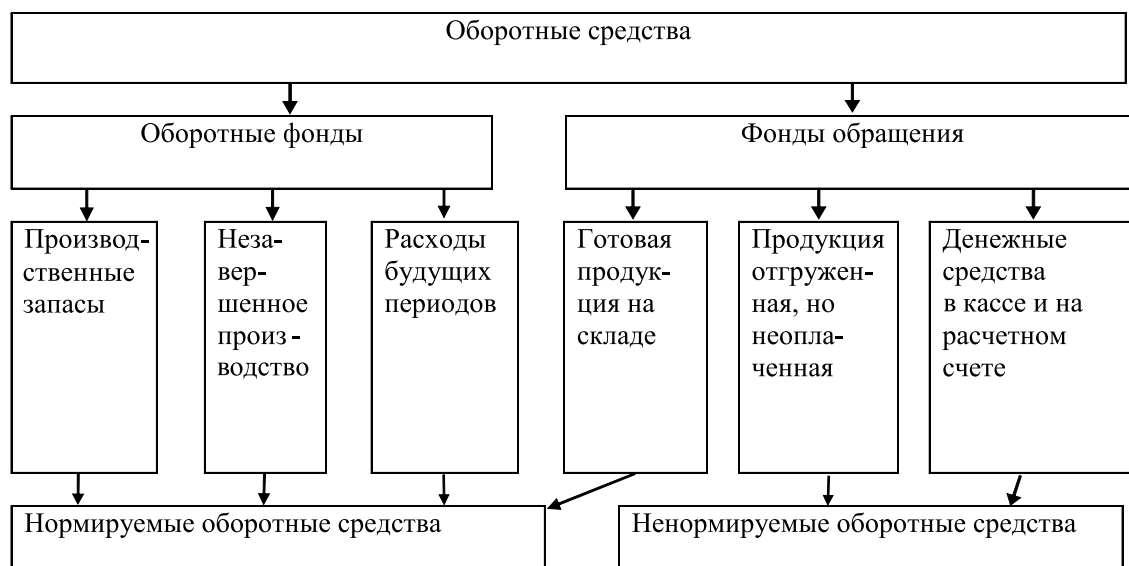 Оборотные средства
Оборотные фонды
Фонды обращения
Производ-
ственные
запасы
Неза-
вер-
шенное
произ-
водство
Расходы
будущих
периодов
Готовая
продук-
ция на
складе
Продукция
отгружен-
ная, но
неопла-
ченная
Денежные
средства
в кассе и на
расчетном
счете
Нормируемые оборотные средства
Ненормируемые оборотные средства